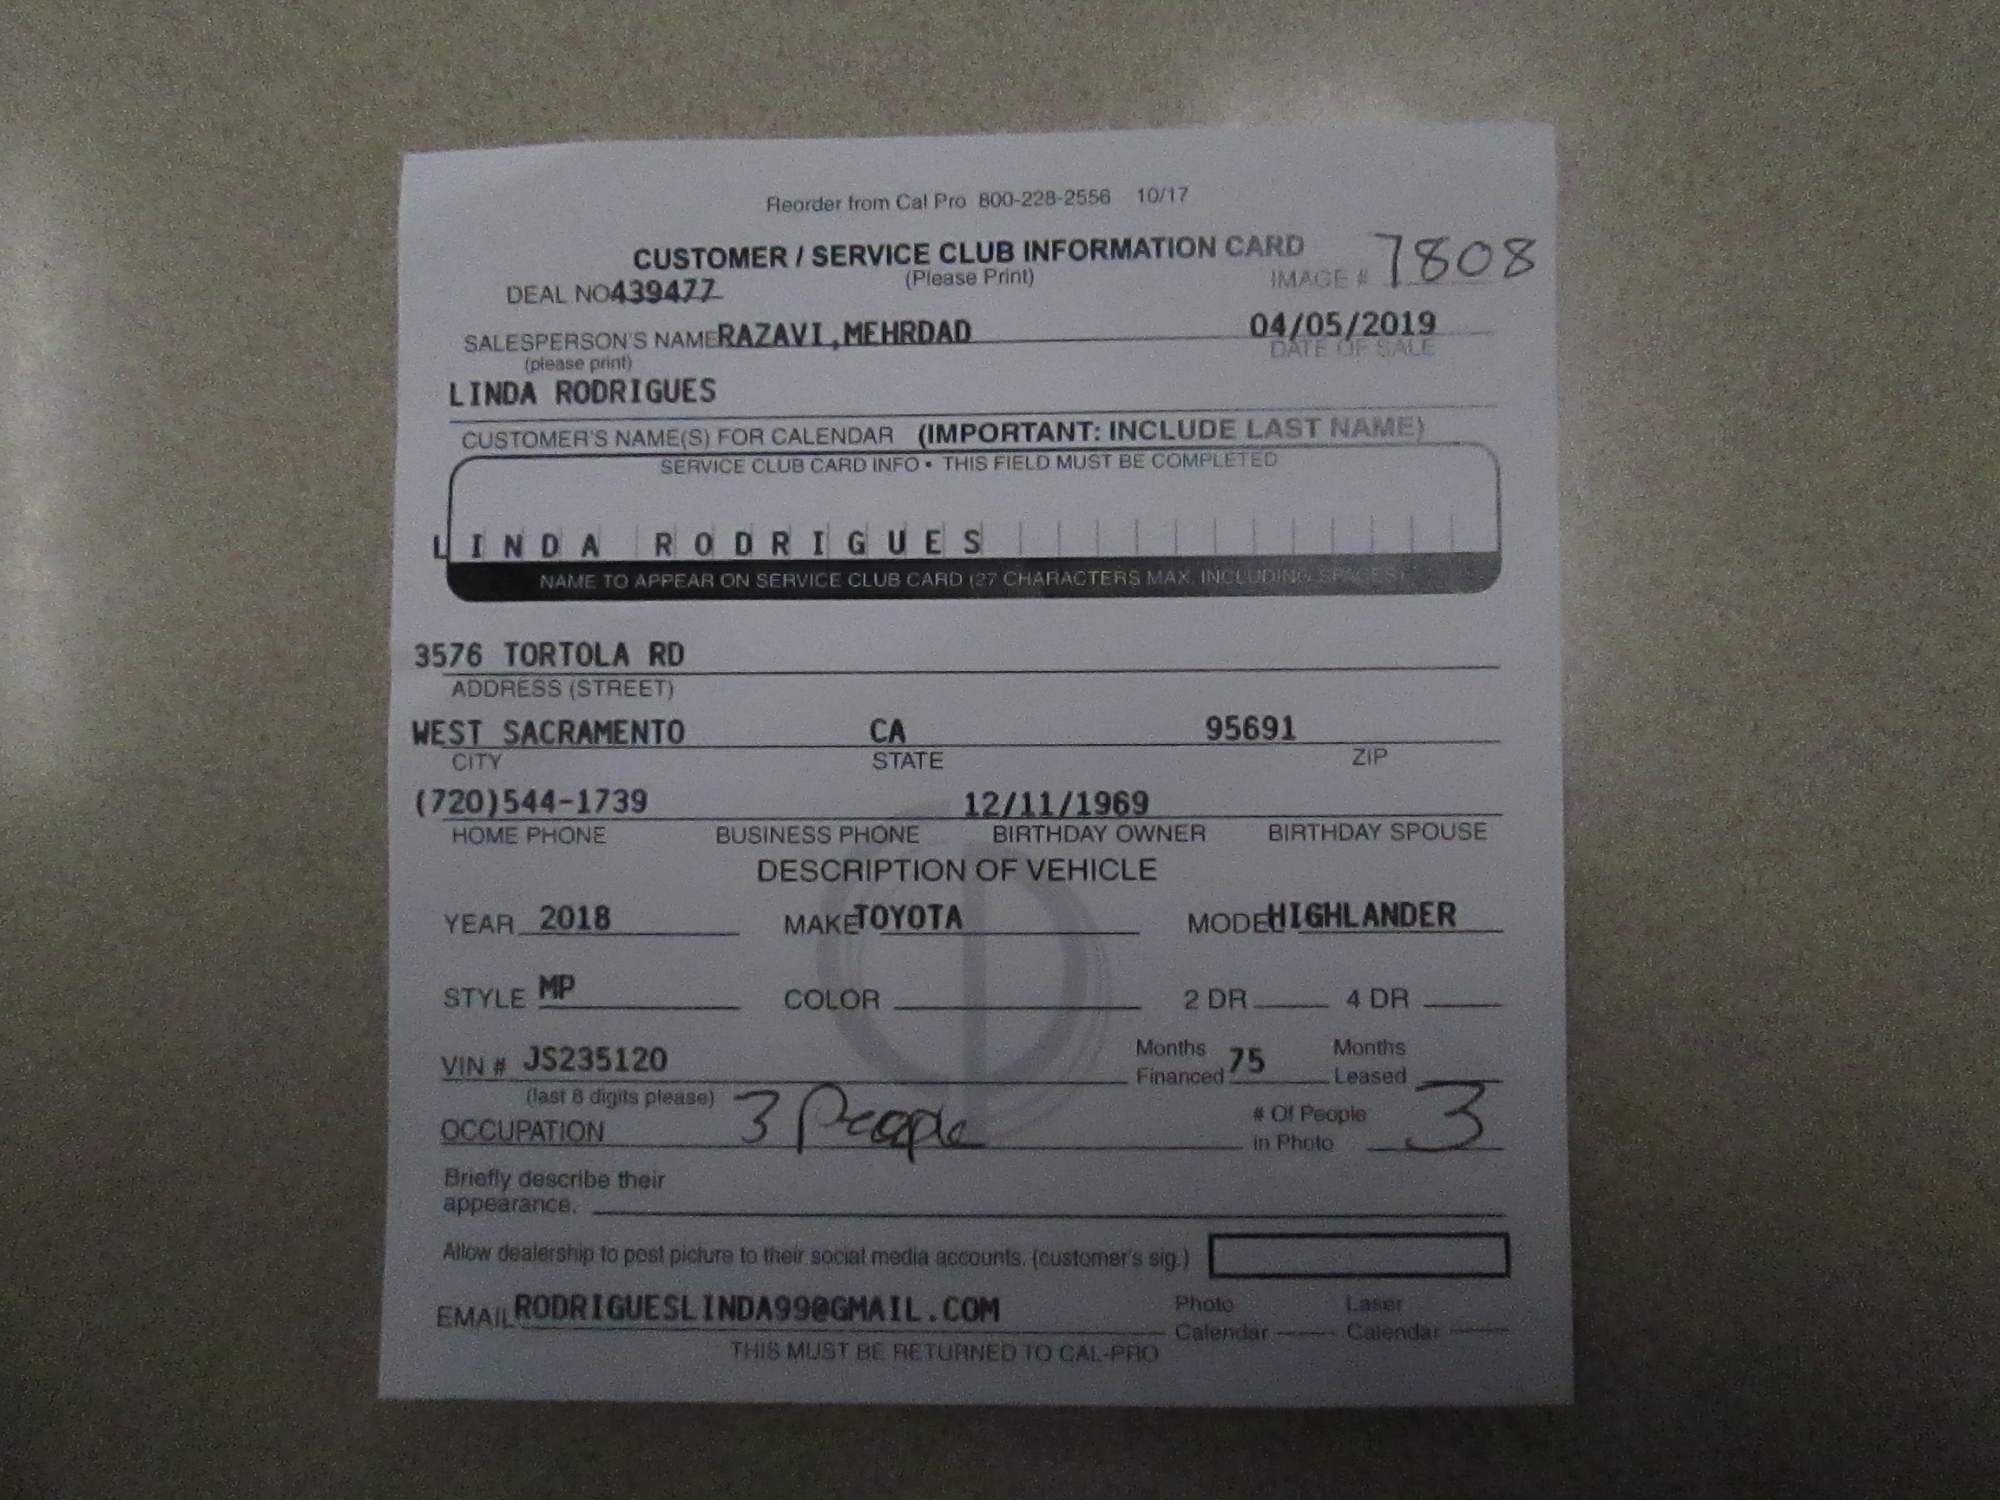 Reorder from Cal Pro 800-228-2556 10/17
CUSTOMER / SERVICE CLUB INFORMATION CARD
(Please Print)
IMAGE # 7808
DEAL NO 439477
SALESPERSON'S NAME RAZAVI,MEHRDAD 04/05/2019
(please print) DATE OF SALE
LINDA RODRIGUES
CUSTOMER'S NAME(S) FOR CALENDAR (IMPORTANT: INCLUDE LAST NAME)
SERVICE CLUB CARD INFO • THIS FIELD MUST BE COMPLETED
LINDA RODRIGUES
NAME TO APPEAR ON SERVICE CLUB CARD (27 CHARACTERS MAX. INCLUDING SPACES)
3576 TORTOLA RD
ADDRESS (STREET)
WEST SACRAMENTO CA 95691
CITY STATE ZIP
(720)544-1739 12/11/1969
HOME PHONE BUSINESS PHONE BIRTHDAY OWNER BIRTHDAY SPOUSE
DESCRIPTION OF VEHICLE
YEAR 2018 MAKE TOYOTA MODEL HIGHLANDER
STYLE MP COLOR 2 DR 4 DR
VIN # JS235120 Months Financed 75 Months Leased
(last 8 digits please)
OCCUPATION 3 People # Of People in Photo 3
Briefly describe their
appearance.
Allow dealership to post picture to their social media accounts. (customer's sig.)
EMAIL RODRIGUESLINDA99@GMAIL.COM Photo Calendar Laser Calendar
THIS MUST BE RETURNED TO CAL-PRO